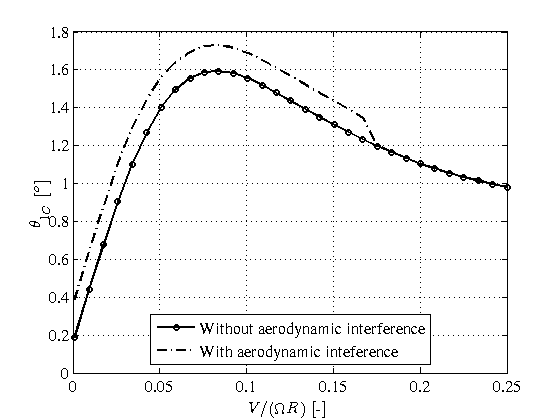 1.8
1.6
1.4
1.2
1
0.8
0.6
0.4
0.2
0
θ1C [°]
Without aerodynamic interference
With aerodynamic inteference
0 0.05 0.1 0.15 0.2 0.25
V/(ΩR) [-]